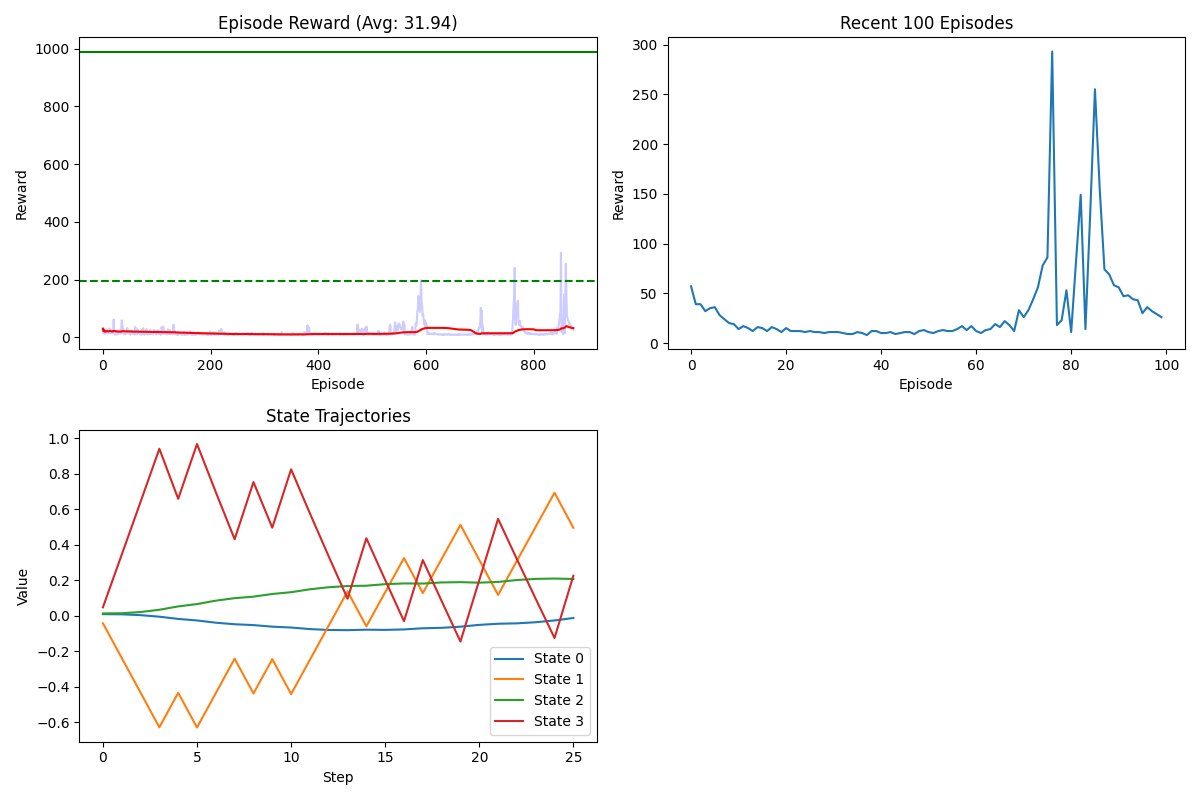 Episode Reward (Avg: 31.94)
1000
800
600
400
200
0
Reward
0 200 400 600 800
Episode
Recent 100 Episodes
300
250
200
150
100
50
0
Reward
0 20 40 60 80 100
Episode
State Trajectories
1.0
0.8
0.6
0.4
0.2
0.0
−0.2
−0.4
−0.6
Value
State 0
State 1
State 2
State 3
0 5 10 15 20 25
Step